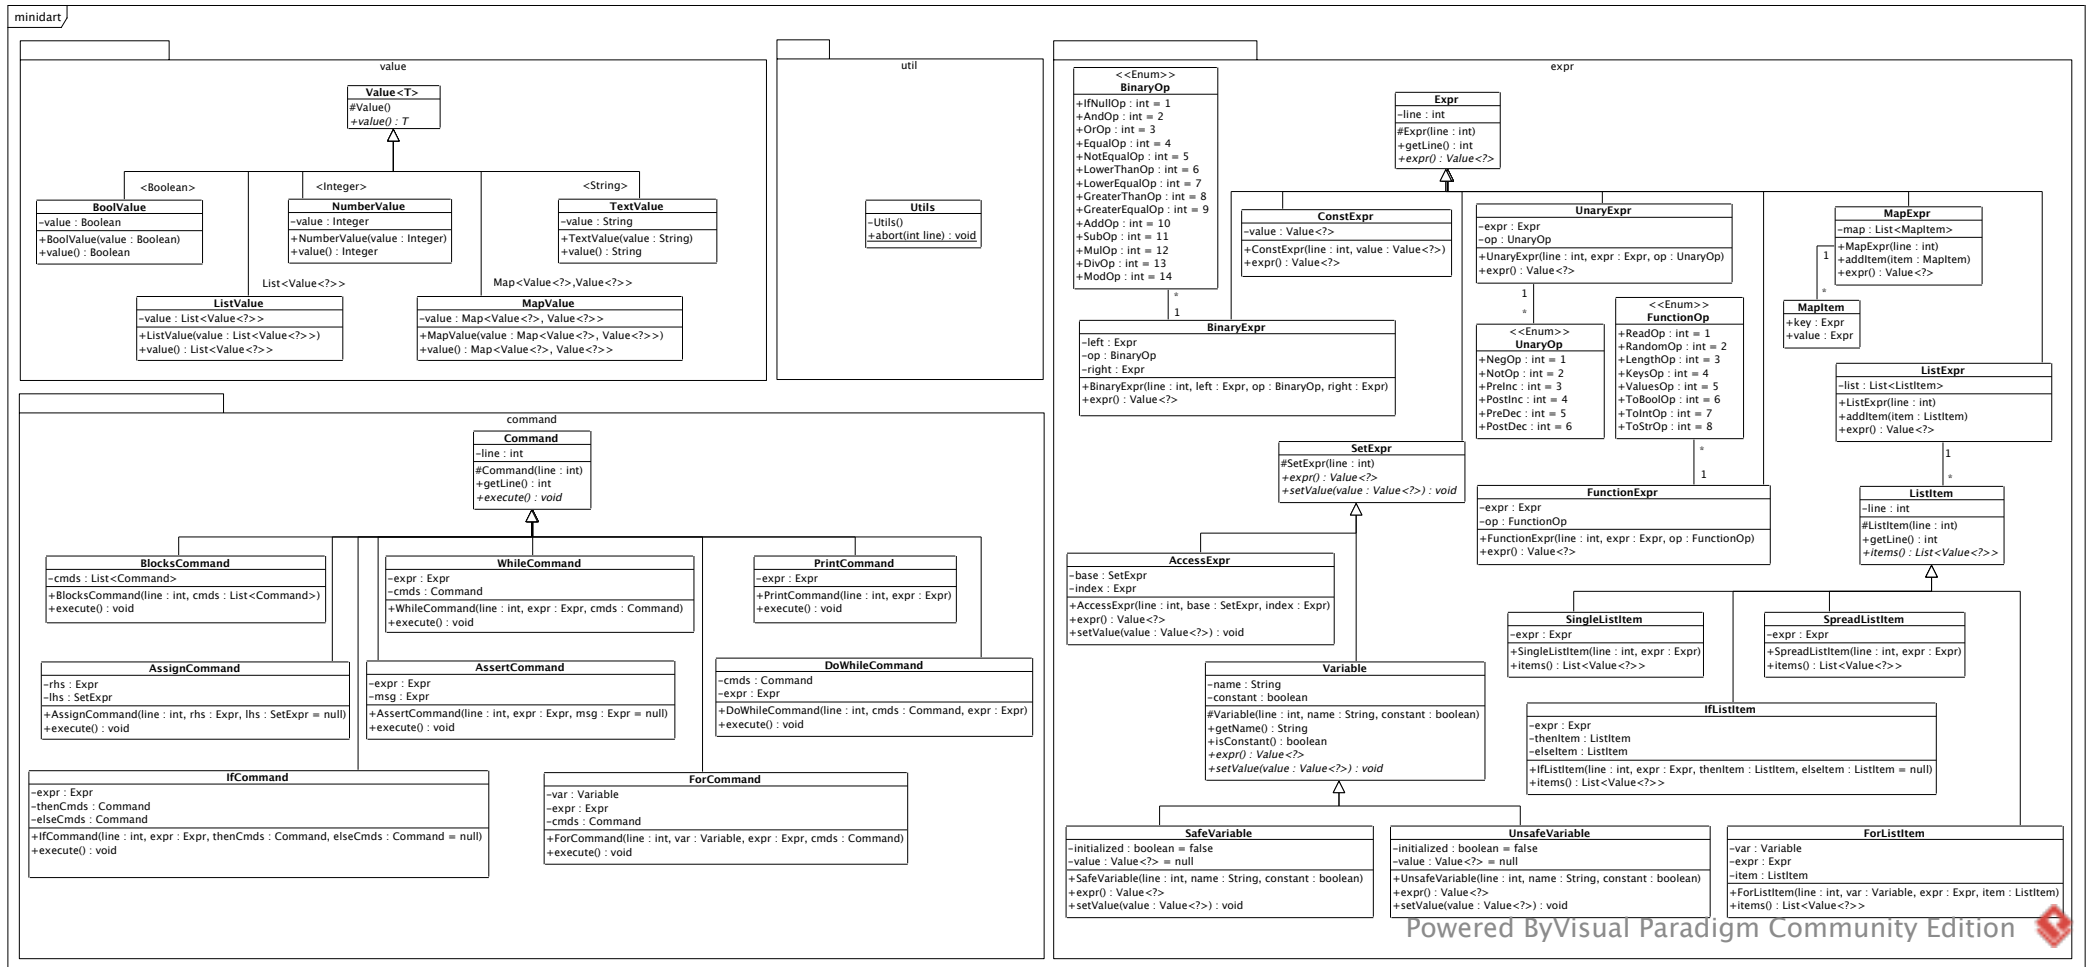 minidart
value
Value<T>
#Value()
+value() : T
<Boolean>
<Integer>
<String>
BoolValue
-value : Boolean
+BoolValue(value : Boolean)
+value() : Boolean
NumberValue
-value : Integer
+NumberValue(value : Integer)
+value() : Integer
TextValue
-value : String
+TextValue(value : String)
+value() : String
List<Value<?>>
Map<Value<?>,Value<?>>
ListValue
-value : List<Value<?>>
+ListValue(value : List<Value<?>>)
+value() : List<Value<?>>
MapValue
-value : Map<Value<?>, Value<?>>
+MapValue(value : Map<Value<?>, Value<?>>)
+value() : Map<Value<?>, Value<?>>
util
Utils
-Utils()
+abort(int line) : void
command
Command
-line : int
#Command(line : int)
+getLine() : int
+execute() : void
BlocksCommand
-cmds : List<Command>
+BlocksCommand(line : int, cmds : List<Command>)
+execute() : void
WhileCommand
-expr : Expr
-cmds : Command
+WhileCommand(line : int, expr : Expr, cmds : Command)
+execute() : void
PrintCommand
-expr : Expr
+PrintCommand(line : int, expr : Expr)
+execute() : void
AssignCommand
-rhs : Expr
-lhs : SetExpr
+AssignCommand(line : int, rhs : Expr, lhs : SetExpr = null)
+execute() : void
AssertCommand
-expr : Expr
-msg : Expr
+AssertCommand(line : int, expr : Expr, msg : Expr = null)
+execute() : void
DoWhileCommand
-cmds : Command
-expr : Expr
+DoWhileCommand(line : int, cmds : Command, expr : Expr)
+execute() : void
IfCommand
-expr : Expr
-thenCmds : Command
-elseCmds : Command
+IfCommand(line : int, expr : Expr, thenCmds : Command, elseCmds : Command = null)
+execute() : void
ForCommand
-var : Variable
-expr : Expr
-cmds : Command
+ForCommand(line : int, var : Variable, expr : Expr, cmds : Command)
+execute() : void
expr
<<Enum>>
BinaryOp
+IfNullOp : int = 1
+AndOp : int = 2
+OrOp : int = 3
+EqualOp : int = 4
+NotEqualOp : int = 5
+LowerThanOp : int = 6
+LowerEqualOp : int = 7
+GreaterThanOp : int = 8
+GreaterEqualOp : int = 9
+AddOp : int = 10
+SubOp : int = 11
+MulOp : int = 12
+DivOp : int = 13
+ModOp : int = 14
*
1
Expr
-line : int
#Expr(line : int)
+getLine() : int
+expr() : Value<?>
ConstExpr
-value : Value<?>
+ConstExpr(line : int, value : Value<?>)
+expr() : Value<?>
UnaryExpr
-expr : Expr
-op : UnaryOp
+UnaryExpr(line : int, expr : Expr, op : UnaryOp)
+expr() : Value<?>
1
*
MapExpr
-map : List<MapItem>
+MapExpr(line : int)
+addItem(item : MapItem)
+expr() : Value<?>
1
*
MapItem
+key : Expr
+value : Expr
BinaryExpr
-left : Expr
-op : BinaryOp
-right : Expr
+BinaryExpr(line : int, left : Expr, op : BinaryOp, right : Expr)
+expr() : Value<?>
<<Enum>>
UnaryOp
+NegOp : int = 1
+NotOp : int = 2
+PreInc : int = 3
+PostInc : int = 4
+PreDec : int = 5
+PostDec : int = 6
<<Enum>>
FunctionOp
+ReadOp : int = 1
+RandomOp : int = 2
+LengthOp : int = 3
+KeysOp : int = 4
+ValuesOp : int = 5
+ToBoolOp : int = 6
+ToIntOp : int = 7
+ToStrOp : int = 8
*
1
ListExpr
-list : List<ListItem>
+ListExpr(line : int)
+addItem(item : ListItem)
+expr() : Value<?>
1
*
SetExpr
#SetExpr(line : int)
+expr() : Value<?>
+setValue(value : Value<?>) : void
FunctionExpr
-expr : Expr
-op : FunctionOp
+FunctionExpr(line : int, expr : Expr, op : FunctionOp)
+expr() : Value<?>
ListItem
-line : int
#ListItem(line : int)
+getLine() : int
+items() : List<Value<?>>
AccessExpr
-base : SetExpr
-index : Expr
+AccessExpr(line : int, base : SetExpr, index : Expr)
+expr() : Value<?>
+setValue(value : Value<?>) : void
SingleListItem
-expr : Expr
+SingleListItem(line : int, expr : Expr)
+items() : List<Value<?>>
SpreadListItem
-expr : Expr
+SpreadListItem(line : int, expr : Expr)
+items() : List<Value<?>>
Variable
-name : String
-constant : boolean
#Variable(line : int, name : String, constant : boolean)
+getName() : String
+isConstant() : boolean
+expr() : Value<?>
+setValue(value : Value<?>) : void
IfListItem
-expr : Expr
-thenItem : ListItem
-elseItem : ListItem
+IfListItem(line : int, expr : Expr, thenItem : ListItem, elseItem : ListItem = null)
+items() : List<Value<?>>
SafeVariable
-initialized : boolean = false
-value : Value<?> = null
+SafeVariable(line : int, name : String, constant : boolean)
+expr() : Value<?>
+setValue(value : Value<?>) : void
UnsafeVariable
-initialized : boolean = false
-value : Value<?> = null
+UnsafeVariable(line : int, name : String, constant : boolean)
+expr() : Value<?>
+setValue(value : Value<?>) : void
ForListItem
-var : Variable
-expr : Expr
-item : ListItem
+ForListItem(line : int, var : Variable, expr : Expr, item : ListItem)
+items() : List<Value<?>>
Powered ByVisual Paradigm Community Edition